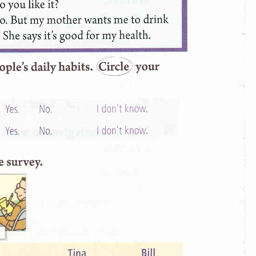 o you like it?
o. But my mother wants me to drink
She says it's good for my health.
ople's daily habits. Circle your
Yes. No. I don't know.
Yes. No. I don't know.
e survey.
Tina Bill